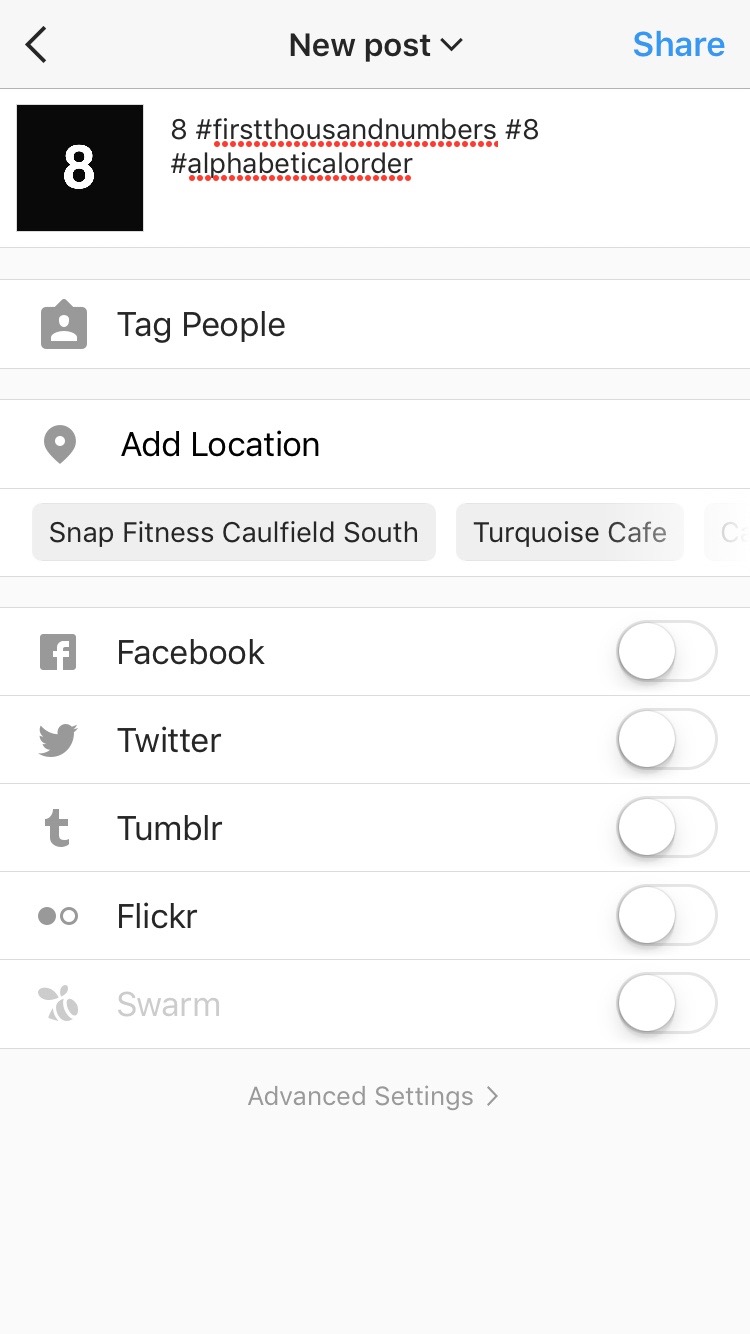 New post
Share
8
8 #firstthousandnumbers #8
#alphabeticalorder
Tag People
Add Location
Snap Fitness Caulfield South
Turquoise Cafe
Facebook
Twitter
Tumblr
Flickr
Swarm
Advanced Settings